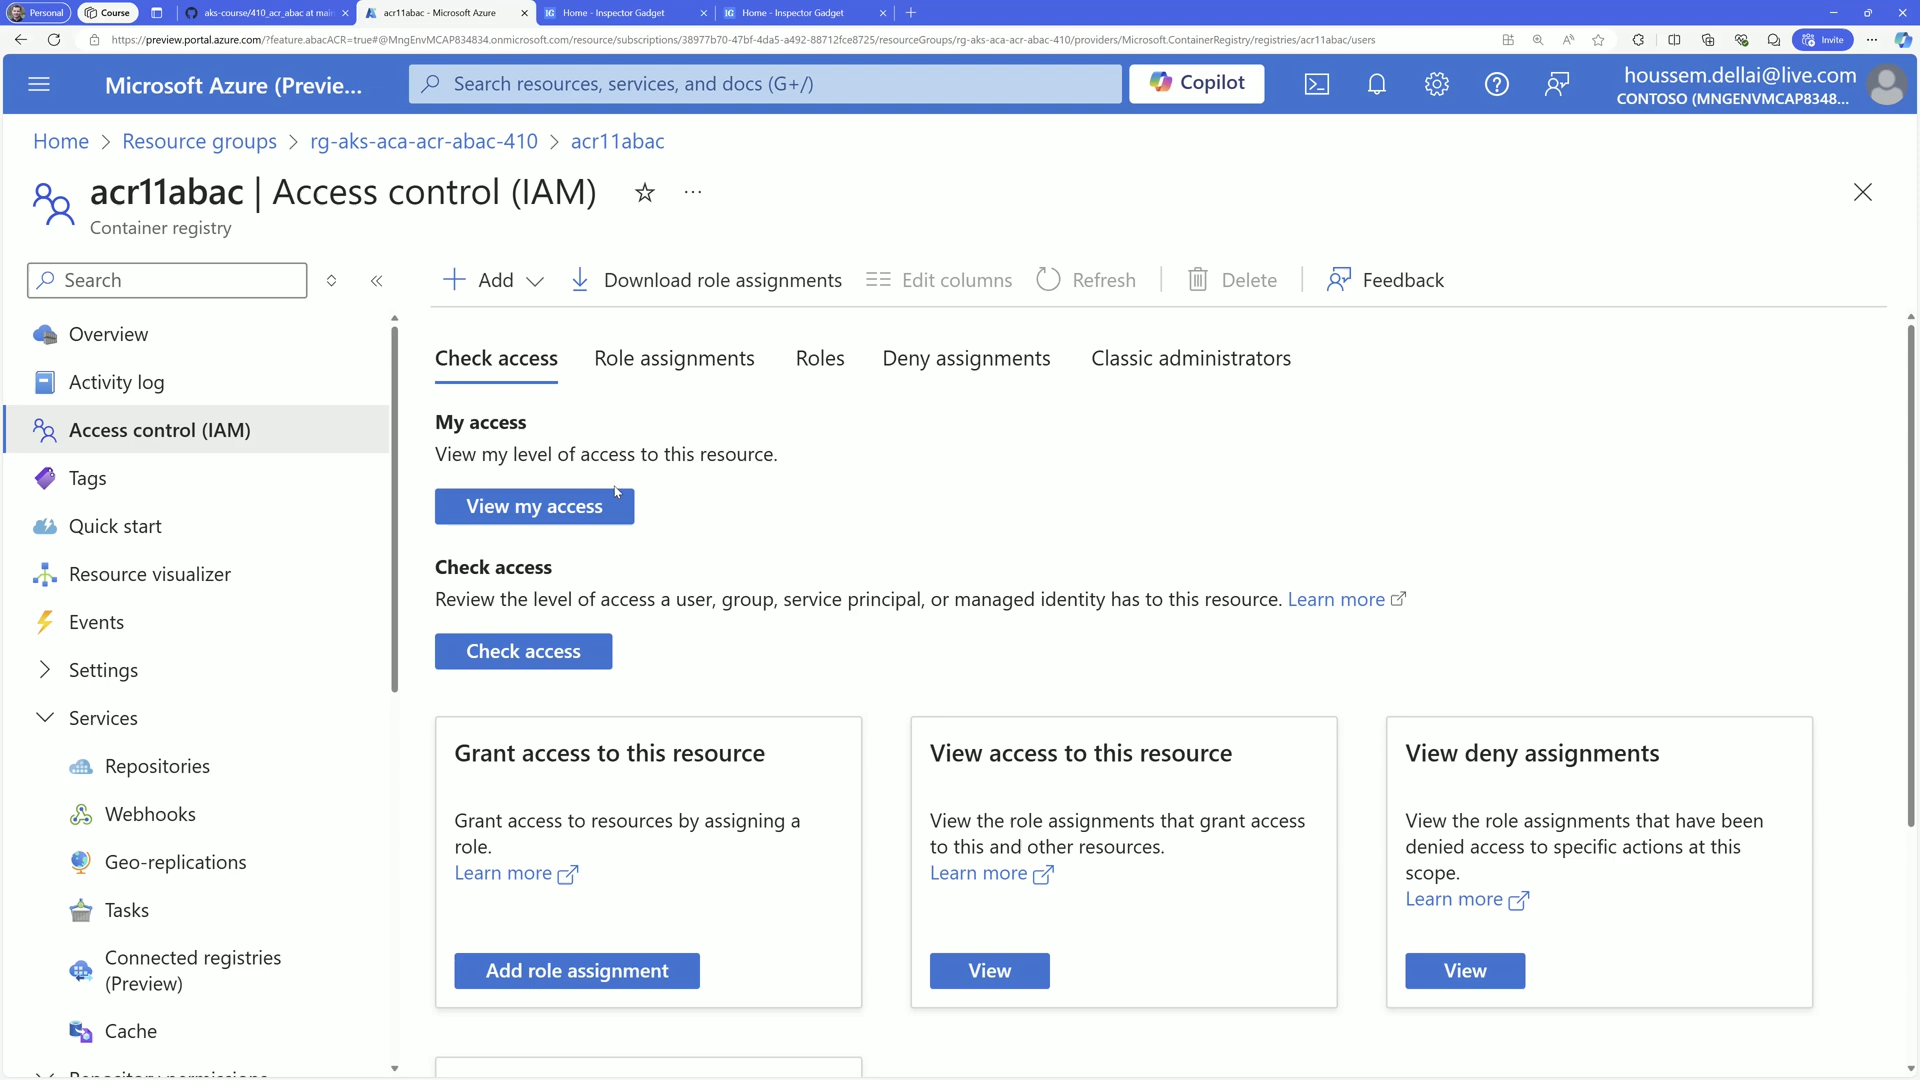 Personal
Course
aks-course/410_acr_abac at mai
acr11abac - Microsoft Azure
Home - Inspector Gadget
Home - Inspector Gadget
https://preview.portal.azure.com/?feature.abacACR=true#@MngEnvMCAP834834.onmicrosoft.com/resource/subscriptions/38977b70-47bf-4da5-a492-88712fce8725/resourceGroups/rg-aks-aca-acr-abac-410/providers/Microsoft.ContainerRegistry/registries/acr11abac/users
Invite
Microsoft Azure (Previe...
Search resources, services, and docs (G+/)
Copilot
houssem.dellai@live.com
CONTOSO (MNGENVMCAP8348...
Home > Resource groups > rg-aks-aca-acr-abac-410 > acr11abac
acr11abac | Access control (IAM)
Container registry
Search
Add
Download role assignments
Edit columns
Refresh
Delete
Feedback
Overview
Activity log
Access control (IAM)
Tags
Quick start
Resource visualizer
Events
Settings
Services
Repositories
Webhooks
Geo-replications
Tasks
Connected registries
(Preview)
Cache
Repository permissions
Check access
Role assignments
Roles
Deny assignments
Classic administrators
My access
View my level of access to this resource.
View my access
Check access
Review the level of access a user, group, service principal, or managed identity has to this resource. Learn more
Check access
Grant access to this resource
Grant access to resources by assigning a
role.
Learn more
Add role assignment
View access to this resource
View the role assignments that grant access
to this and other resources.
Learn more
View
View deny assignments
View the role assignments that have been
denied access to specific actions at this
scope.
Learn more
View